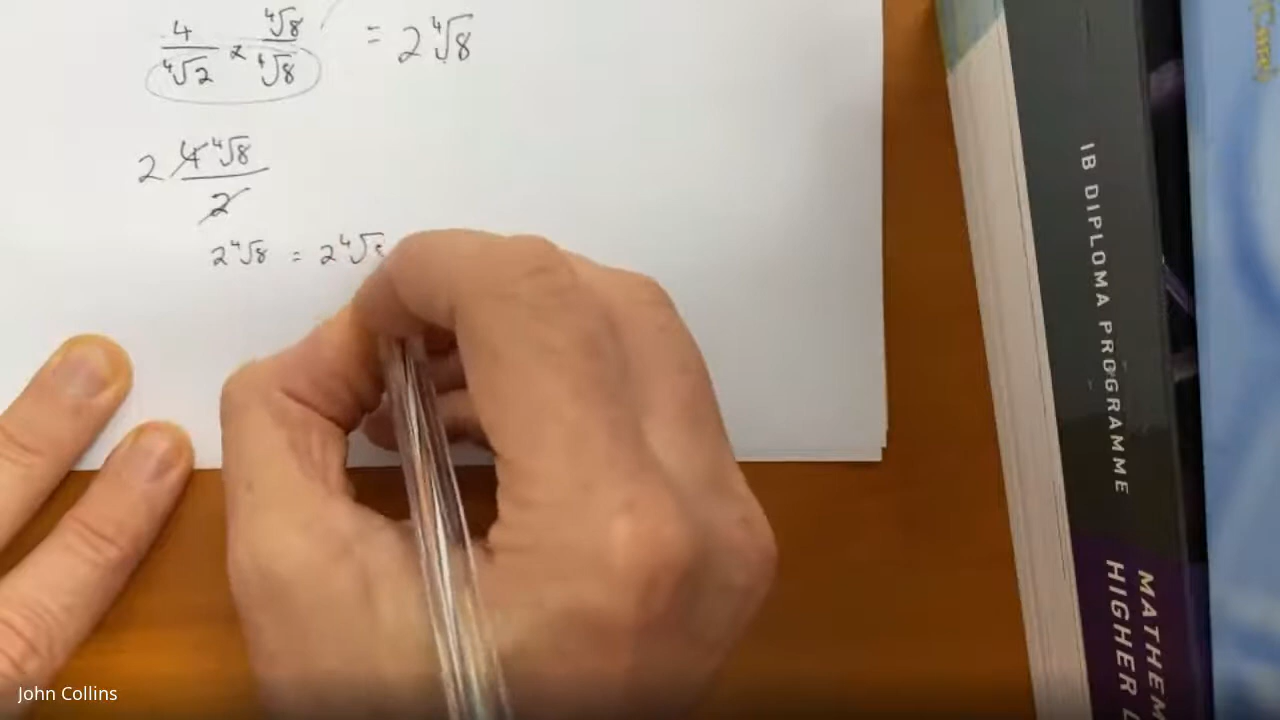 4/⁴√2 × ⁴√8/⁴√8 = 2⁴√8
2 4⁴√8/2
2⁴√8 = 2⁴√8
IB DIPLOMA PROGRAMME
MATHEM
HIGHER
John Collins